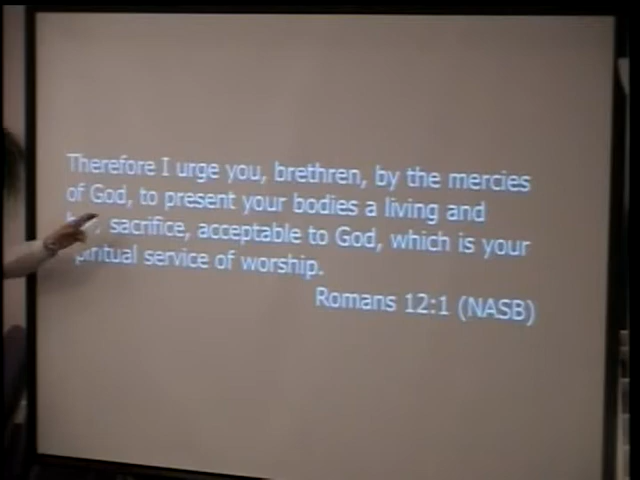 Therefore I urge you, brethren, by the mercies
of God, to present your bodies a living and
sacrifice, acceptable to God, which is your
spiritual service of worship.
Romans 12:1 (NASB)